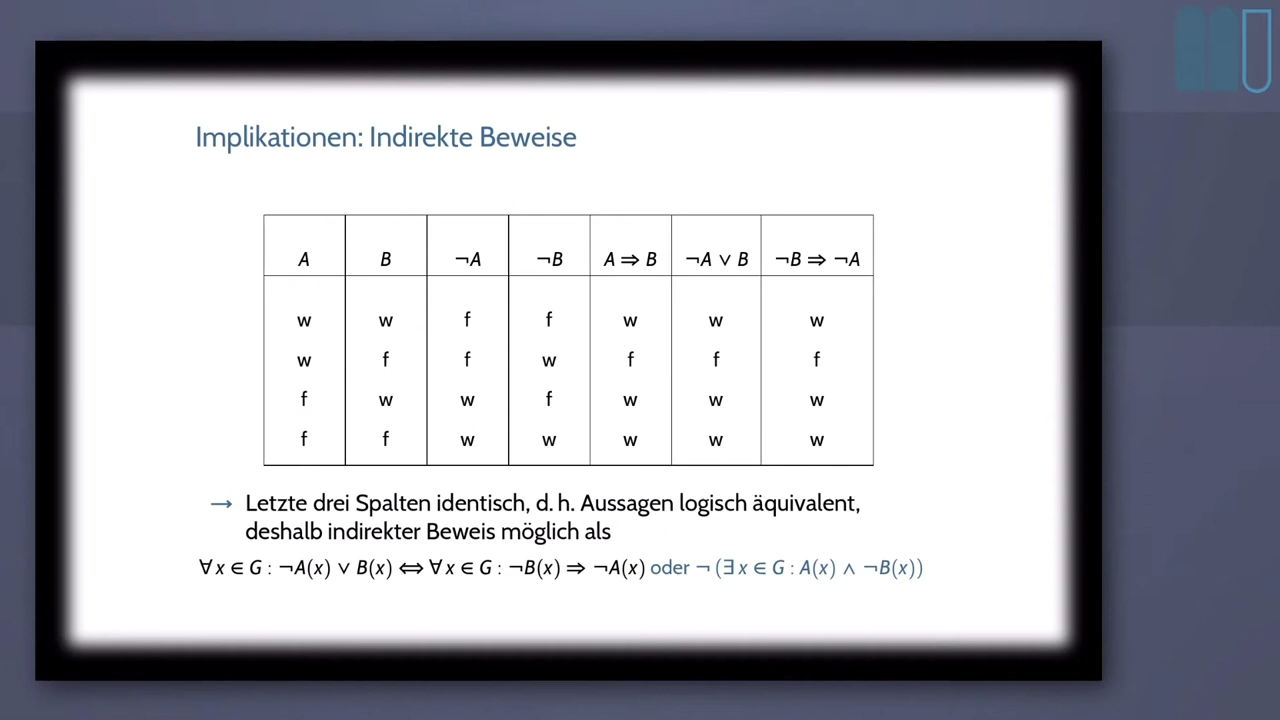 Implikationen: Indirekte Beweise
A B ¬A ¬B A ⇒ B ¬A ∨ B ¬B ⇒ ¬A
w w f f w w w
w f f w f f f
f w w f w w w
f f w w w w w
→ Letzte drei Spalten identisch, d. h. Aussagen logisch äquivalent,
deshalb indirekter Beweis möglich als
∀ x ∈ G : ¬A(x) ∨ B(x) ⇔ ∀ x ∈ G : ¬B(x) ⇒ ¬A(x) oder ¬ (∃ x ∈ G : A(x) ∧ ¬B(x))